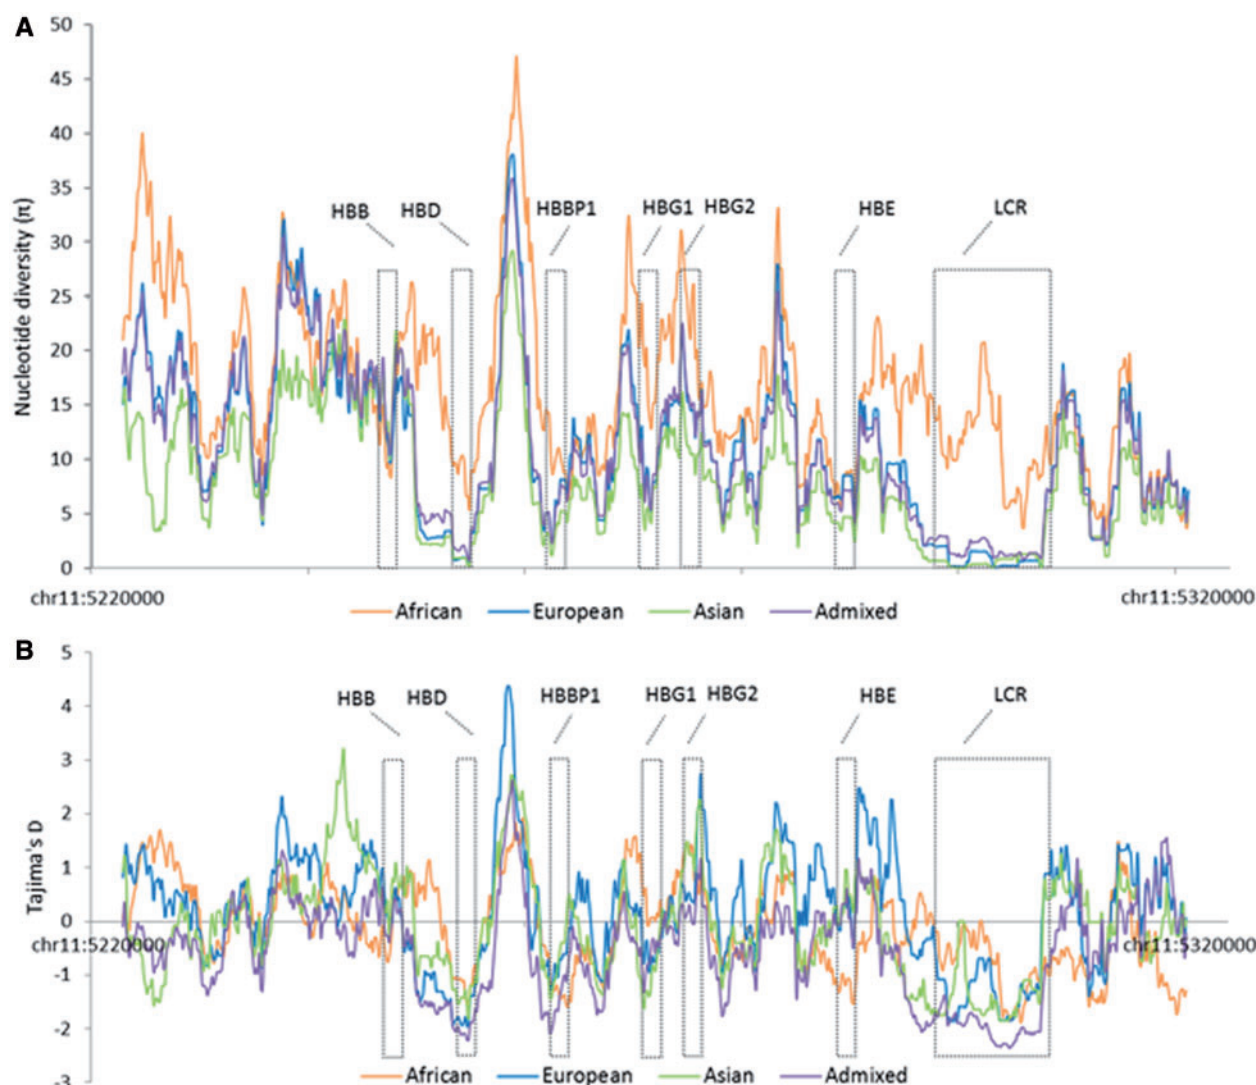 A
Nucleotide diversity (π)
50
45
40
35
30
25
20
15
10
5
0
HBB
HBD
HBBP1
HBG1
HBG2
HBE
LCR
chr11:5220000
chr11:5320000
African
European
Asian
Admixed
B
Tajima's D
5
4
3
2
1
0
-1
-2
-3
HBB
HBD
HBBP1
HBG1
HBG2
HBE
LCR
chr11:5220000
chr11:5320000
African
European
Asian
Admixed